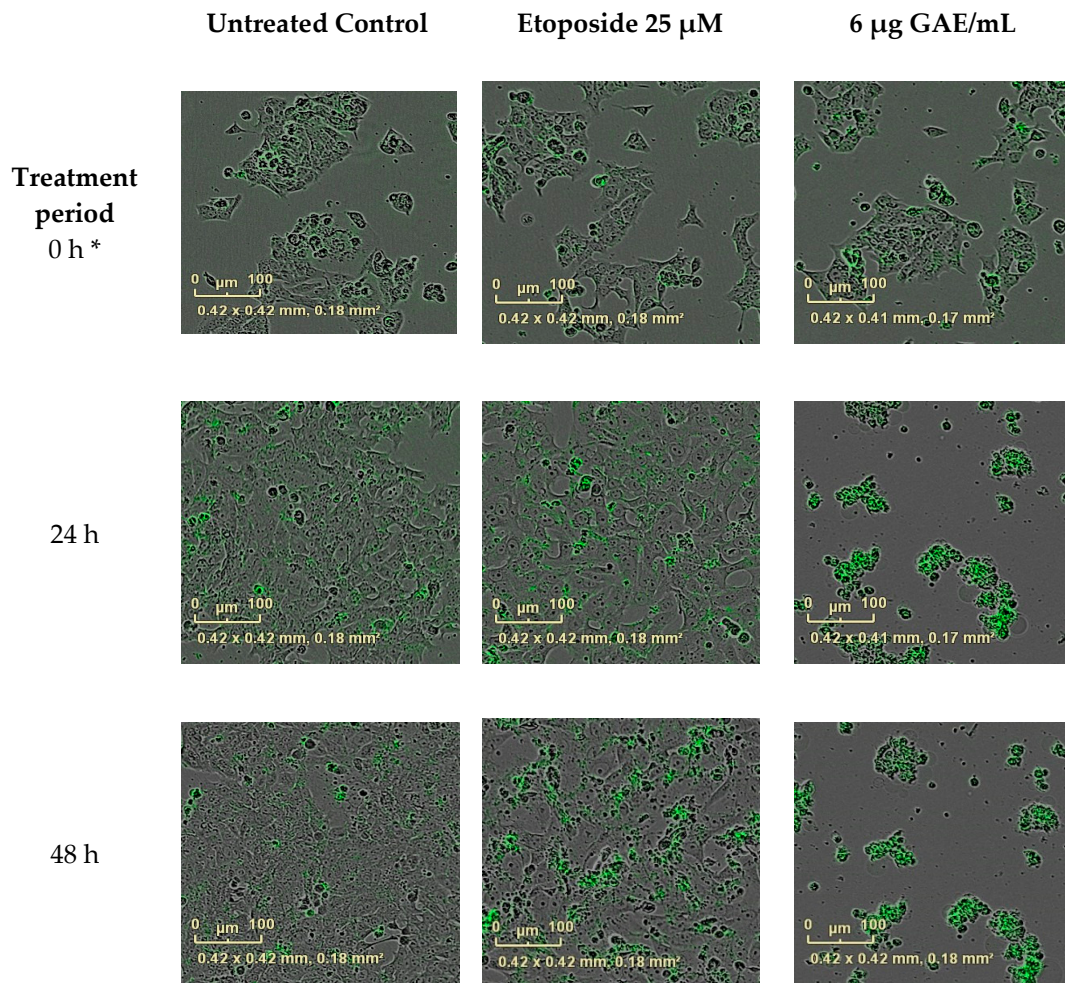 Untreated Control
Etoposide 25 µM
6 µg GAE/mL
Treatment
period
0 h *
0 µm 100
0.42 x 0.42 mm, 0.18 mm²
0 µm 100
0.42 x 0.42 mm, 0.18 mm²
0 µm 100
0.42 x 0.41 mm, 0.17 mm²
24 h
0 µm 100
0.42 x 0.42 mm, 0.18 mm²
0 µm 100
0.42 x 0.42 mm, 0.18 mm²
0 µm 100
0.42 x 0.41 mm, 0.17 mm²
48 h
0 µm 100
0.42 x 0.42 mm, 0.18 mm²
0 µm 100
0.42 x 0.42 mm, 0.18 mm²
0 µm 100
0.42 x 0.42 mm, 0.18 mm²